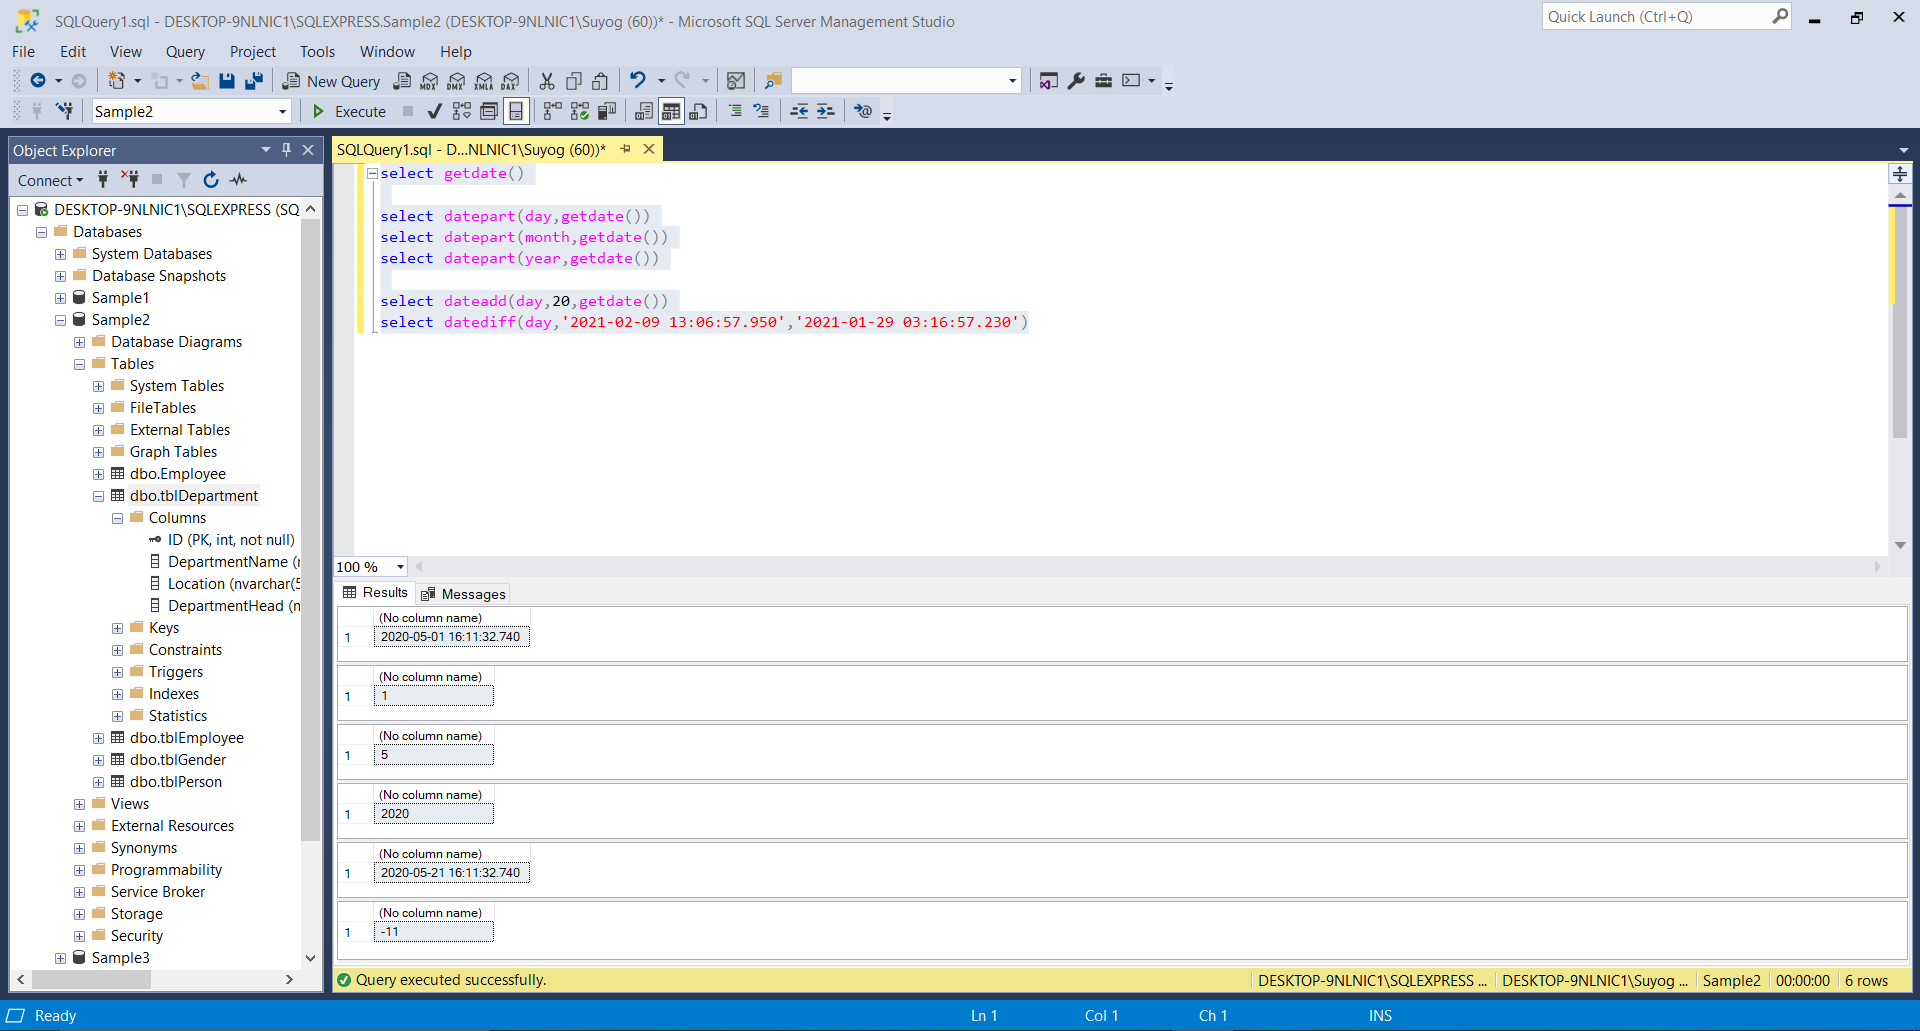 SQLQuery1.sql - DESKTOP-9NLNIC1\SQLEXPRESS.Sample2 (DESKTOP-9NLNIC1\Suyog (60))* - Microsoft SQL Server Management Studio
Quick Launch (Ctrl+Q)
File Edit View Query Project Tools Window Help
New Query MDX DMX XMLA DAX
Sample2 Execute
Object Explorer
Connect
DESKTOP-9NLNIC1\SQLEXPRESS (SQ
Databases
System Databases
Database Snapshots
Sample1
Sample2
Database Diagrams
Tables
System Tables
FileTables
External Tables
Graph Tables
dbo.Employee
dbo.tblDepartment
Columns
ID (PK, int, not null)
DepartmentName (r
Location (nvarchar(5
DepartmentHead (n
Keys
Constraints
Triggers
Indexes
Statistics
dbo.tblEmployee
dbo.tblGender
dbo.tblPerson
Views
External Resources
Synonyms
Programmability
Service Broker
Storage
Security
Sample3
SQLQuery1.sql - D...NLNIC1\Suyog (60))*
select getdate()
select datepart(day,getdate())
select datepart(month,getdate())
select datepart(year,getdate())
select dateadd(day,20,getdate())
select datediff(day,'2021-02-09 13:06:57.950','2021-01-29 03:16:57.230')
100 %
Results Messages
(No column name)
1 2020-05-01 16:11:32.740
(No column name)
1 1
(No column name)
1 5
(No column name)
1 2020
(No column name)
1 2020-05-21 16:11:32.740
(No column name)
1 -11
Query executed successfully. DESKTOP-9NLNIC1\SQLEXPRESS ... DESKTOP-9NLNIC1\Suyog ... Sample2 00:00:00 6 rows
Ready Ln 1 Col 1 Ch 1 INS